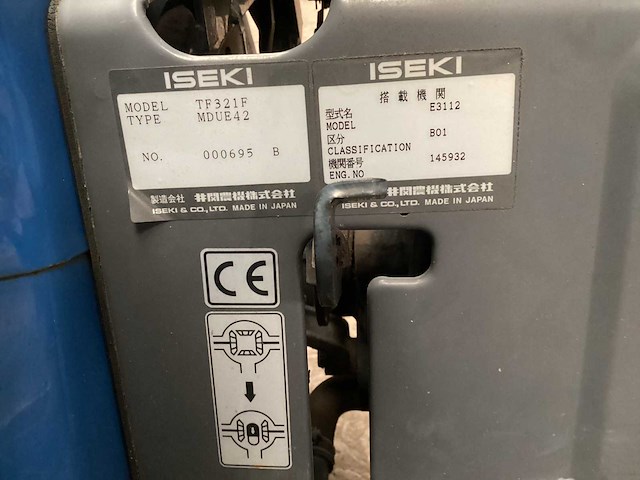 ISEKI
MODEL TF321F
TYPE MDUE42
NO. 000695 B
製造会社 井関農機株式会社
ISEKI & CO., LTD. MADE IN JAPAN
ISEKI
搭載機関
型式名 E3112
MODEL
区分 B01
CLASSIFICATION
機関番号 145932
ENG.NO
井関農機株式会社
ISEKI & CO., LTD. MADE IN JAPAN
CE